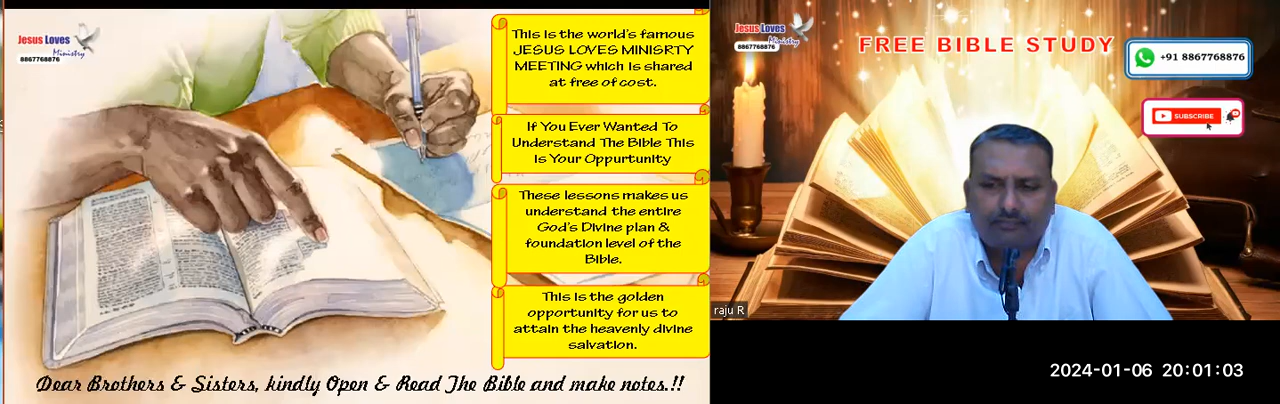 Jesus Loves
Ministry
8867768876
This is the world's famous
JESUS LOVES MINISRTY
MEETING which is shared
at free of cost.
If You Ever Wanted To
Understand The Bible This
is Your Oppurtunity
These lessons makes us
understand the entire
God's Divine plan &
foundation level of the
Bible.
This is the golden
opportunity for us to
attain the heavenly divine
salvation.
Dear Brothers & Sisters, kindly Open & Read The Bible and make notes.!!
Jesus Loves
Ministry
8867768876
FREE BIBLE STUDY
+91 8867768876
SUBSCRIBE
raju R
2024-01-06 20:01:03